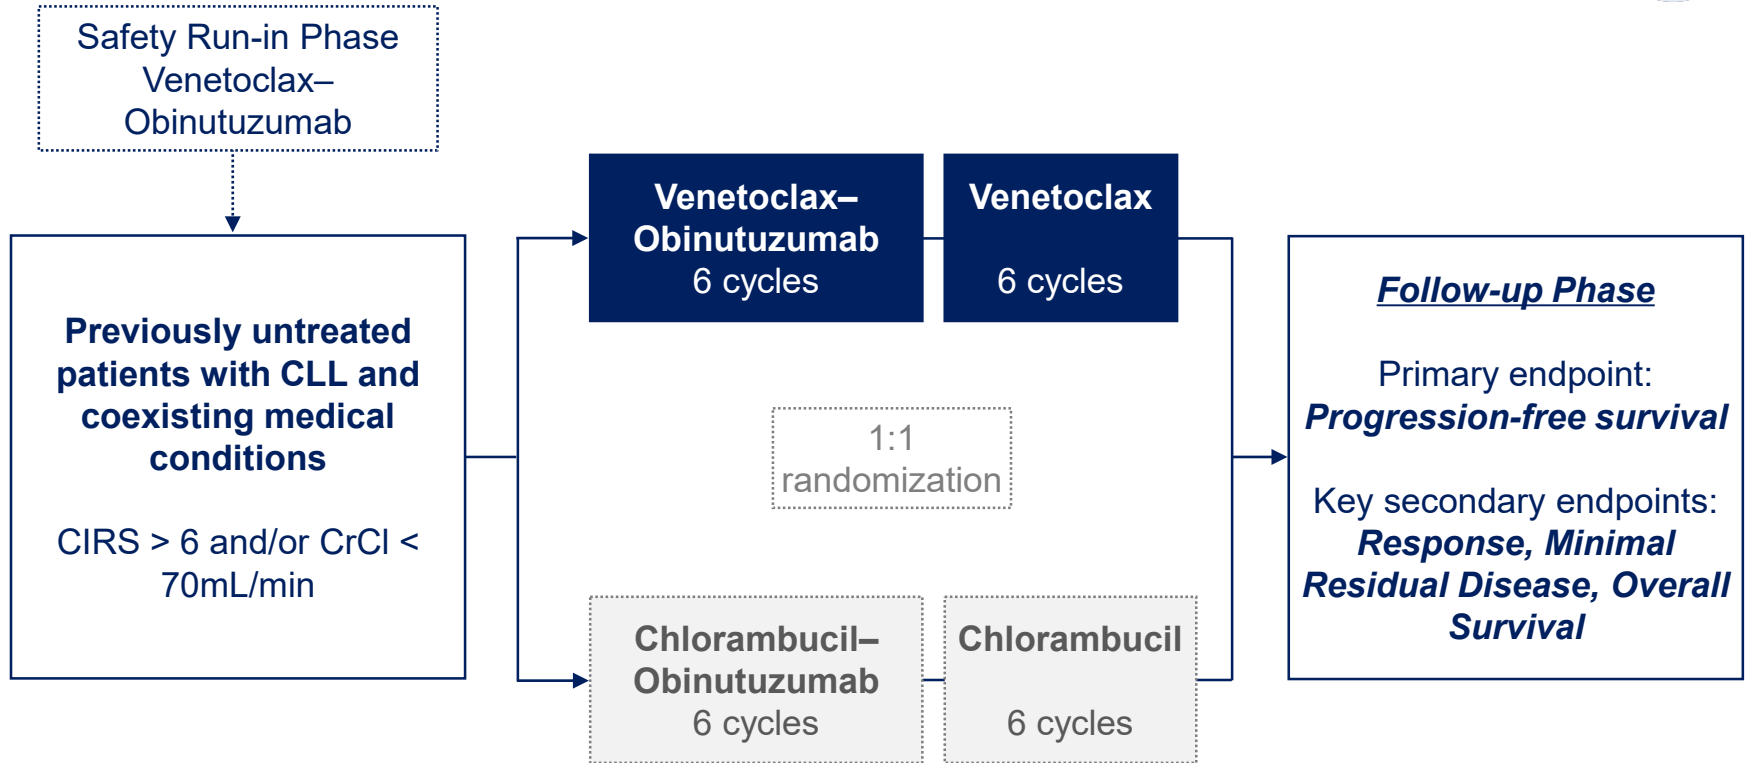 Safety Run-in Phase
Venetoclax–
Obinutuzumab
Previously untreated
patients with CLL and
coexisting medical
conditions
CIRS > 6 and/or CrCl <
70mL/min
Venetoclax–
Obinutuzumab
6 cycles
Venetoclax
6 cycles
1:1
randomization
Chlorambucil–
Obinutuzumab
6 cycles
Chlorambucil
6 cycles
Follow-up Phase
Primary endpoint:
Progression-free survival
Key secondary endpoints:
Response, Minimal
Residual Disease, Overall
Survival